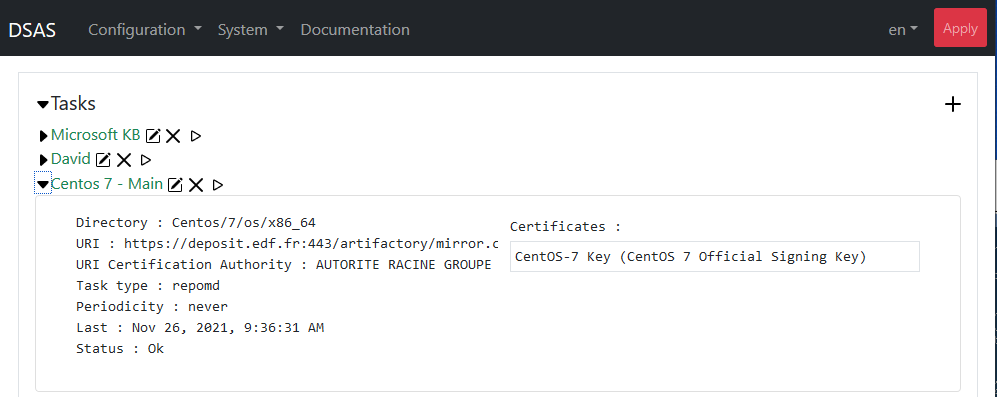 DSAS Configuration System Documentation en Apply
Tasks
Microsoft KB
David
Centos 7 - Main
Directory : Centos/7/os/x86_64
URI : https://deposit.edf.fr:443/artifactory/mirror.c
URI Certification Authority : AUTORITE RACINE GROUPE
Task type : repomd
Periodicity : never
Last : Nov 26, 2021, 9:36:31 AM
Status : Ok
Certificates :
CentOS-7 Key (CentOS 7 Official Signing Key)